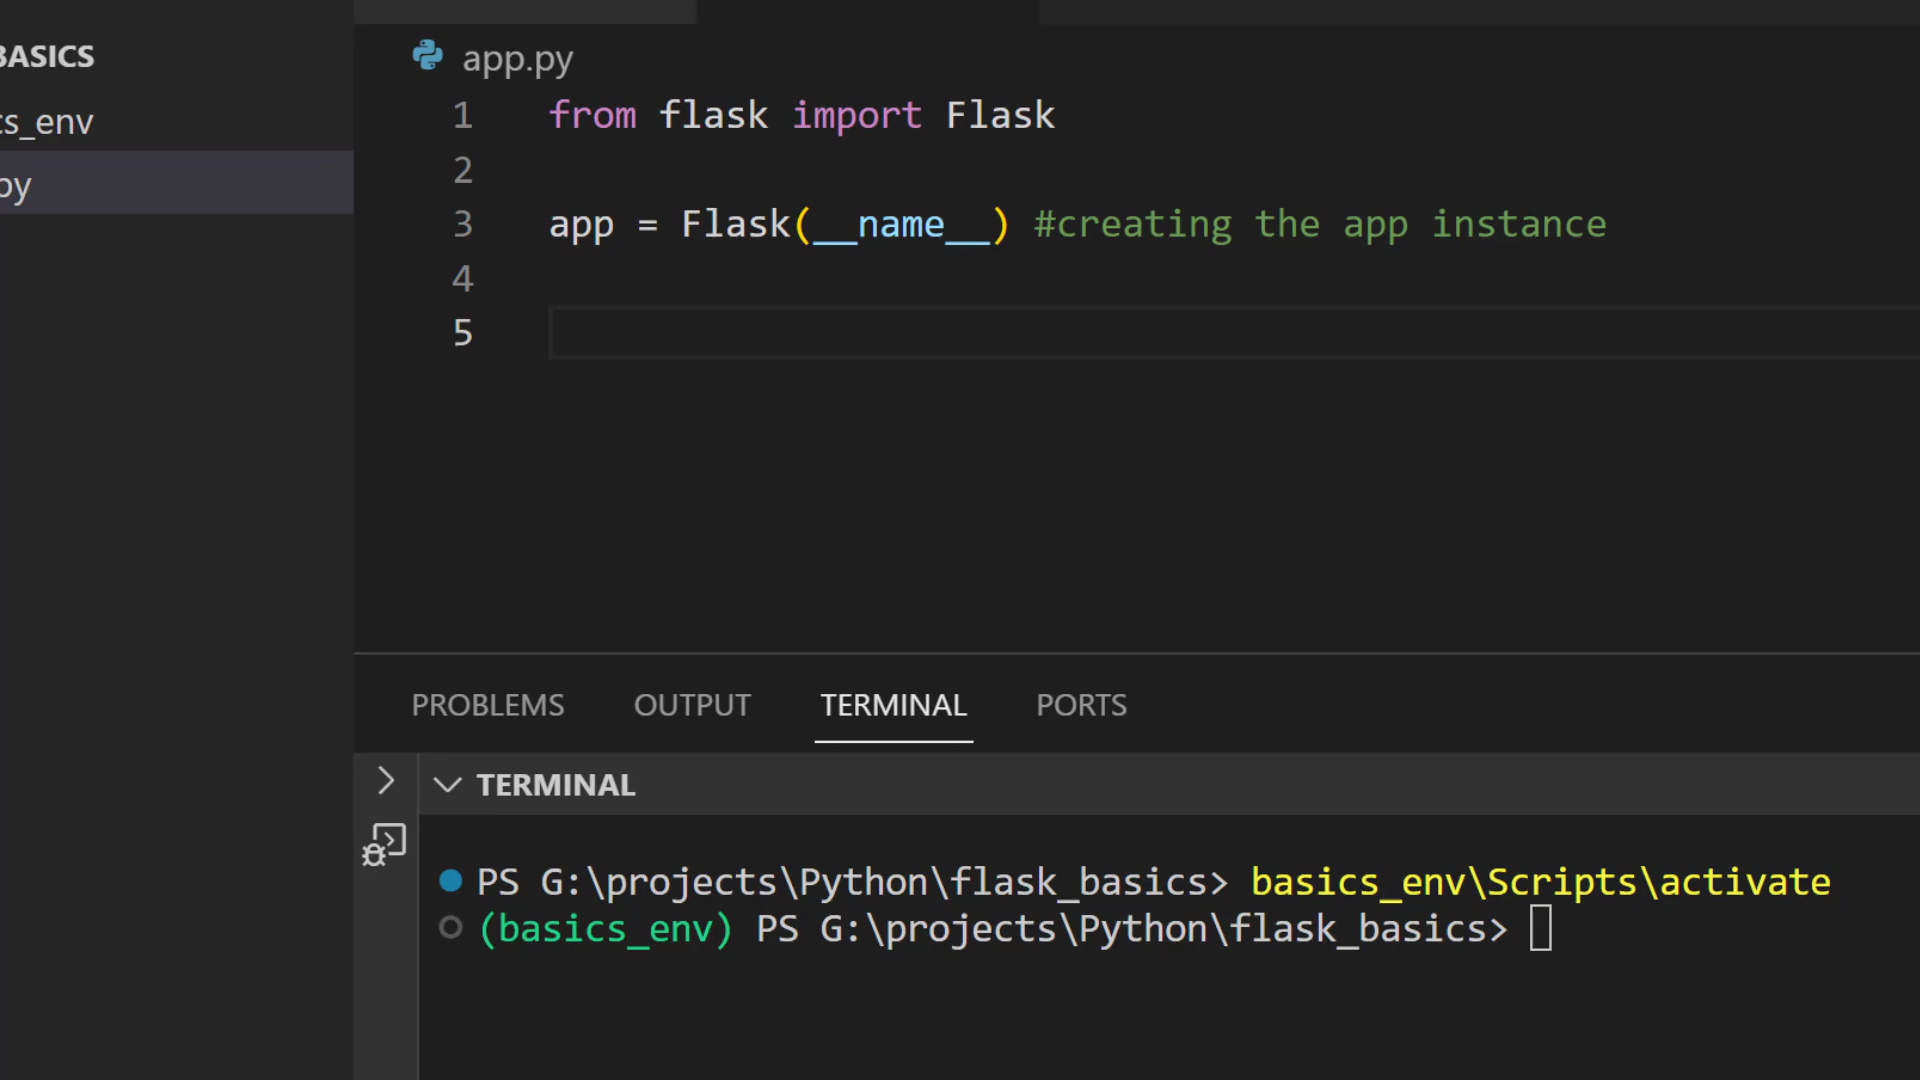 BASICS
cs_env
py
app.py
1 from flask import Flask
2
3 app = Flask(__name__) #creating the app instance
4
5
PROBLEMS OUTPUT TERMINAL PORTS
TERMINAL
PS G:\projects\Python\flask_basics> basics_env\Scripts\activate
(basics_env) PS G:\projects\Python\flask_basics>